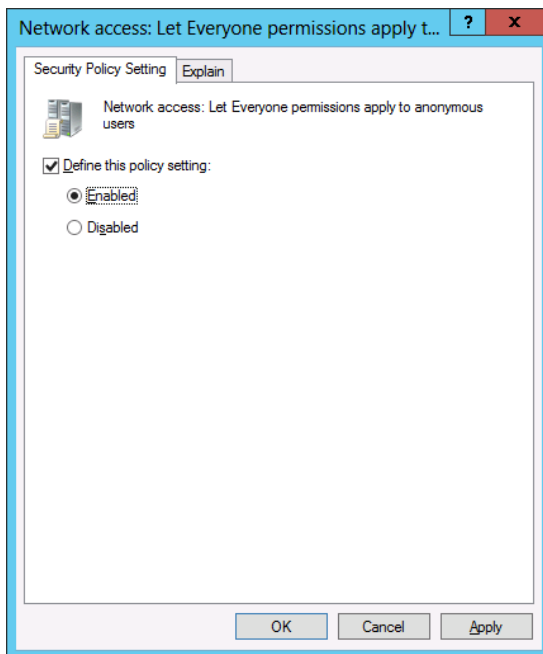 Network access: Let Everyone permissions apply t...
?
x
Security Policy Setting
Explain
Network access: Let Everyone permissions apply to anonymous
users
Define this policy setting:
Enabled
Disabled
OK
Cancel
Apply